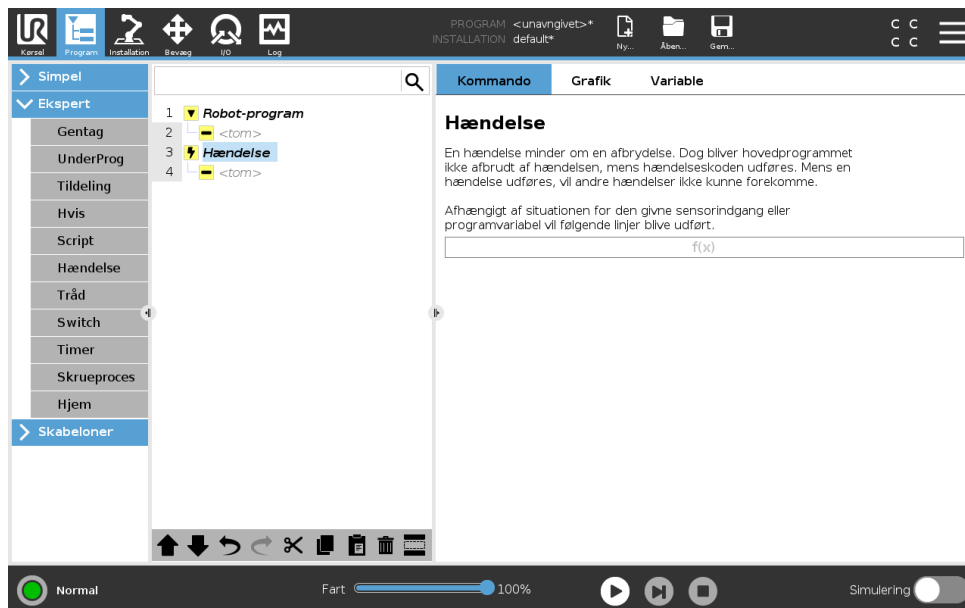 UR
Kørsel
Program
Installation
Bevæg
I/O
Log
PROGRAM <unavngivet>*
INSTALLATION default*
Ny...
Åben...
Gem...
C C
C C
Simpel
Ekspert
Gentag
UnderProg
Tildeling
Hvis
Script
Hændelse
Tråd
Switch
Timer
Skrueproces
Hjem
Skabeloner
1 Robot-program
2 <tom>
3 Hændelse
4 <tom>
Kommando Grafik Variable
Hændelse
En hændelse minder om en afbrydelse. Dog bliver hovedprogrammet
ikke afbrudt af hændelsen, mens hændelseskoden udføres. Mens en
hændelse udføres, vil andre hændelser ikke kunne forekomme.
Afhængigt af situationen for den givne sensorindgang eller
programvariabel vil følgende linjer blive udført.
f(x)
Normal
Fart 100%
Simulering